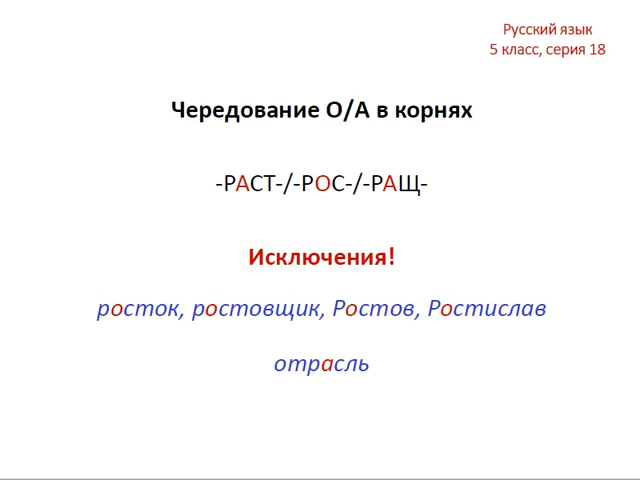 Русский язык
5 класс, серия 18
Чередование О/А в корнях
-РАСТ-/-РОС-/-РАЩ-
Исключения!
росток, ростовщик, Ростов, Ростислав
отрасль